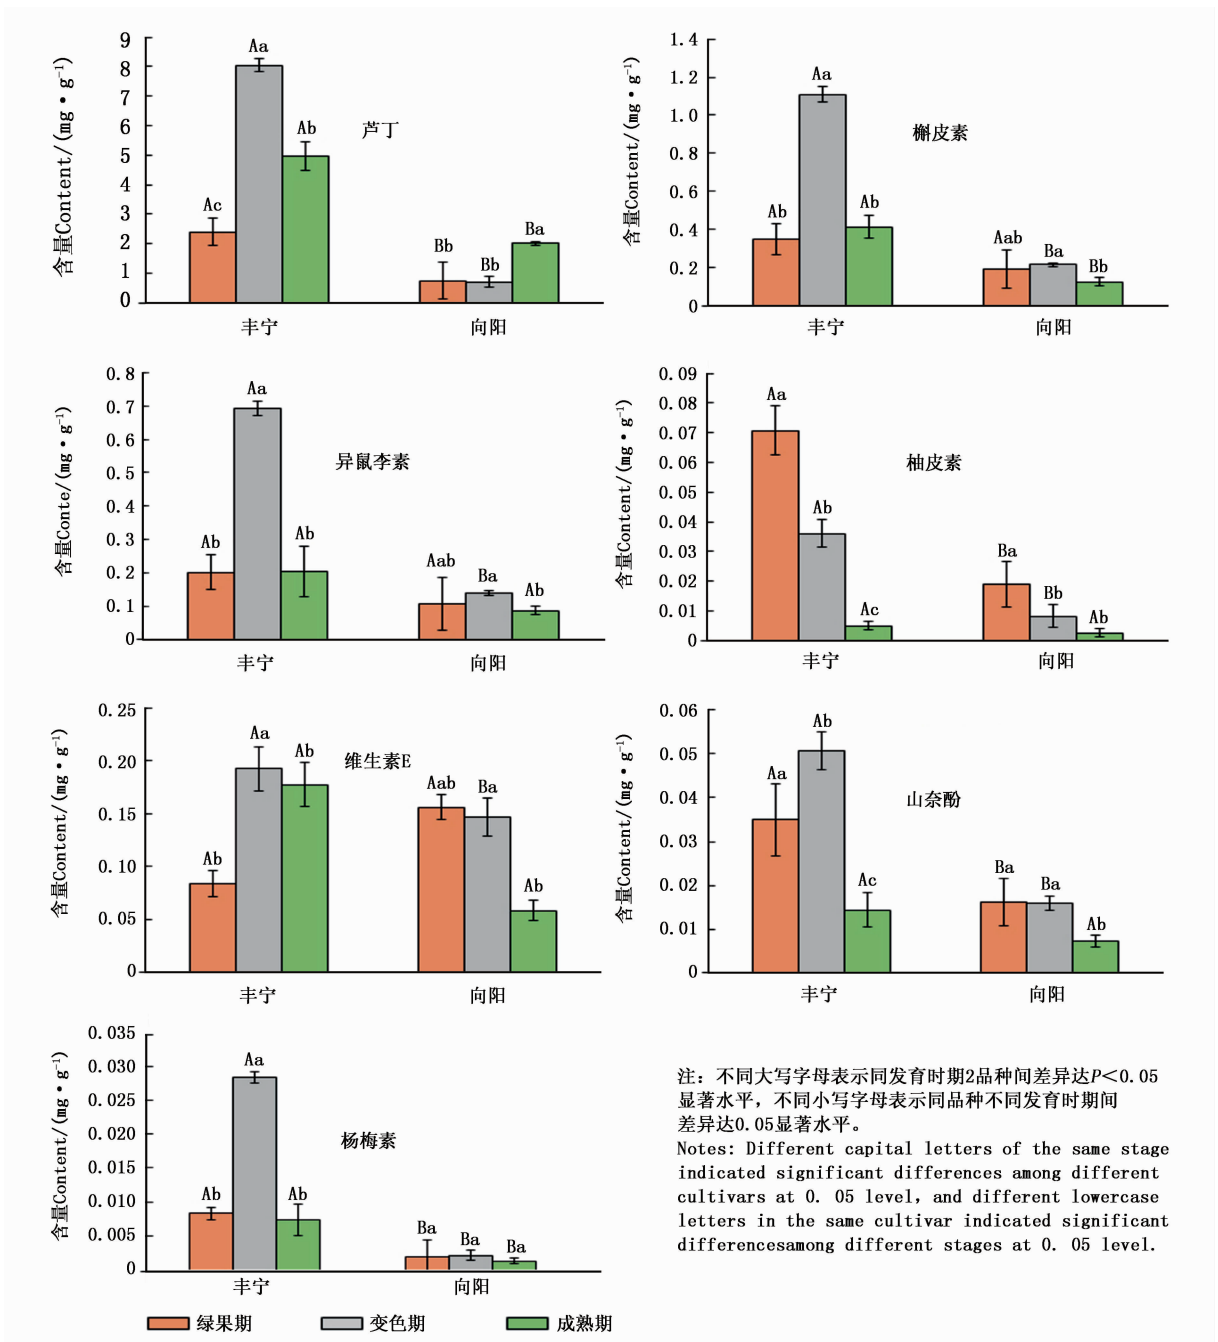 含量Content/(mg·g⁻¹)
9
8
7
6
5
4
3
2
1
0
Ac
Aa
Ab
Bb
Bb
Ba
芦丁
丰宁
向阳
含量Content/(mg·g⁻¹)
1.4
1.2
1.0
0.8
0.6
0.4
0.2
0
Ab
Aa
Ab
Aab
Ba
Bb
槲皮素
丰宁
向阳
含量Conte/(mg·g⁻¹)
0.8
0.7
0.6
0.5
0.4
0.3
0.2
0.1
0
Ab
Aa
Ab
Aab
Ba
Ab
异鼠李素
丰宁
向阳
含量Content/(mg·g⁻¹)
0.09
0.08
0.07
0.06
0.05
0.04
0.03
0.02
0.01
0
Aa
Ab
Ac
Ba
Bb
Ab
柚皮素
丰宁
向阳
含量Content/(mg·g⁻¹)
0.25
0.20
0.15
0.10
0.05
0
Ab
Aa
Ab
Aab
Ba
Ab
维生素E
丰宁
向阳
含量Content/(mg·g⁻¹)
0.06
0.05
0.04
0.03
0.02
0.01
0
Aa
Ab
Ac
Ba
Ba
Ab
山奈酚
丰宁
向阳
含量Content/(mg·g⁻¹)
0.035
0.030
0.025
0.020
0.015
0.010
0.005
0
Ab
Aa
Ab
Ba
Ba
Ba
杨梅素
丰宁
向阳
注: 不同大写字母表示同发育时期2品种间差异达P<0.05
显著水平, 不同小写字母表示同品种不同发育时期间
差异达0.05显著水平。
Notes: Different capital letters of the same stage
indicated significant differences among different
cultivars at 0. 05 level, and different lowercase
letters in the same cultivar indicated significant
differencesamong different stages at 0. 05 level.
绿果期
变色期
成熟期